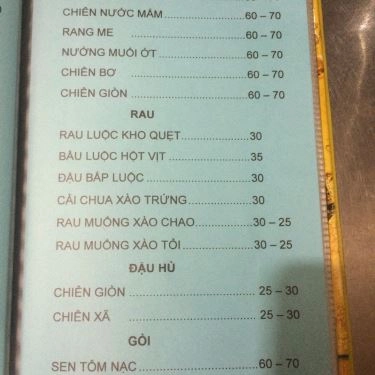 CHIÊN NƯỚC MẮM ........ 60 – 70
RANG ME ........ 60 – 70
NƯỚNG MUỐI ỚT ........ 60 – 70
CHIÊN BƠ ........ 60 – 70
CHIÊN GIÒN ........ 60 – 70
RAU
RAU LUỘC KHO QUẸT ........ 30
BẦU LUỘC HỘT VỊT ........ 35
ĐẬU BẮP LUỘC ........ 30
CẢI CHUA XÀO TRỨNG ........ 30
RAU MUỐNG XÀO CHAO ........ 30 – 25
RAU MUỐNG XÀO TỎI ........ 30 – 25
ĐẬU HỦ
CHIÊN GIÒN ........ 25 – 30
CHIÊN XÃ ........ 25 – 30
GỎI
SEN TÔM NẠC ........ 60 – 70